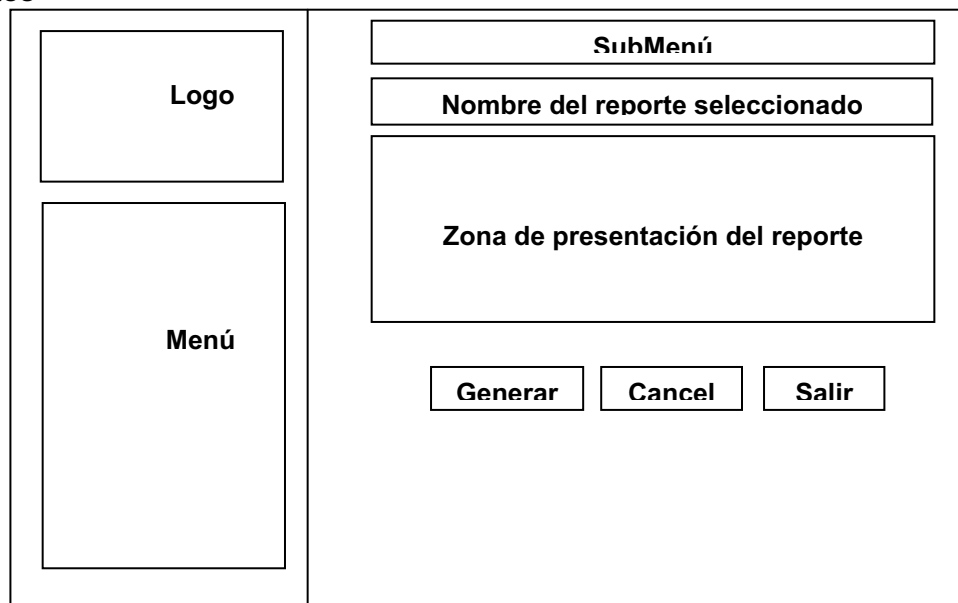 Logo
Menú
SubMenú
Nombre del reporte seleccionado
Zona de presentación del reporte
Generar
Cancel
Salir